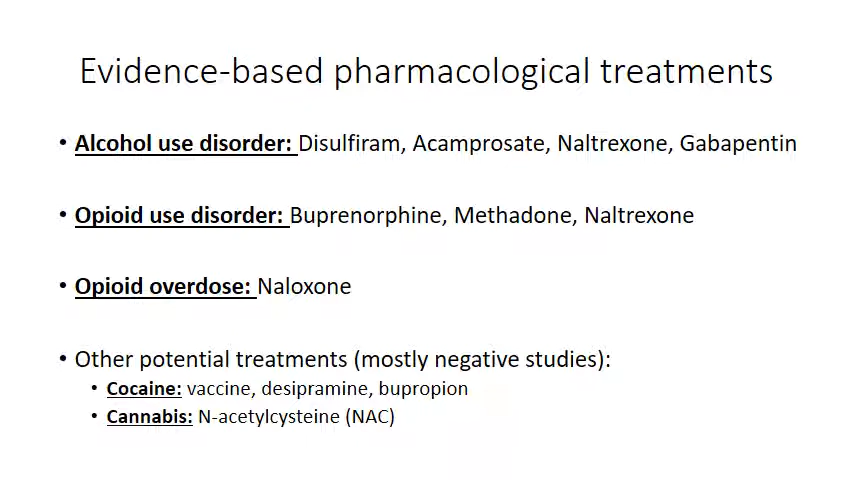 Evidence-based pharmacological treatments
• Alcohol use disorder: Disulfiram, Acamprosate, Naltrexone, Gabapentin
• Opioid use disorder: Buprenorphine, Methadone, Naltrexone
• Opioid overdose: Naloxone
• Other potential treatments (mostly negative studies):
• Cocaine: vaccine, desipramine, bupropion
• Cannabis: N-acetylcysteine (NAC)